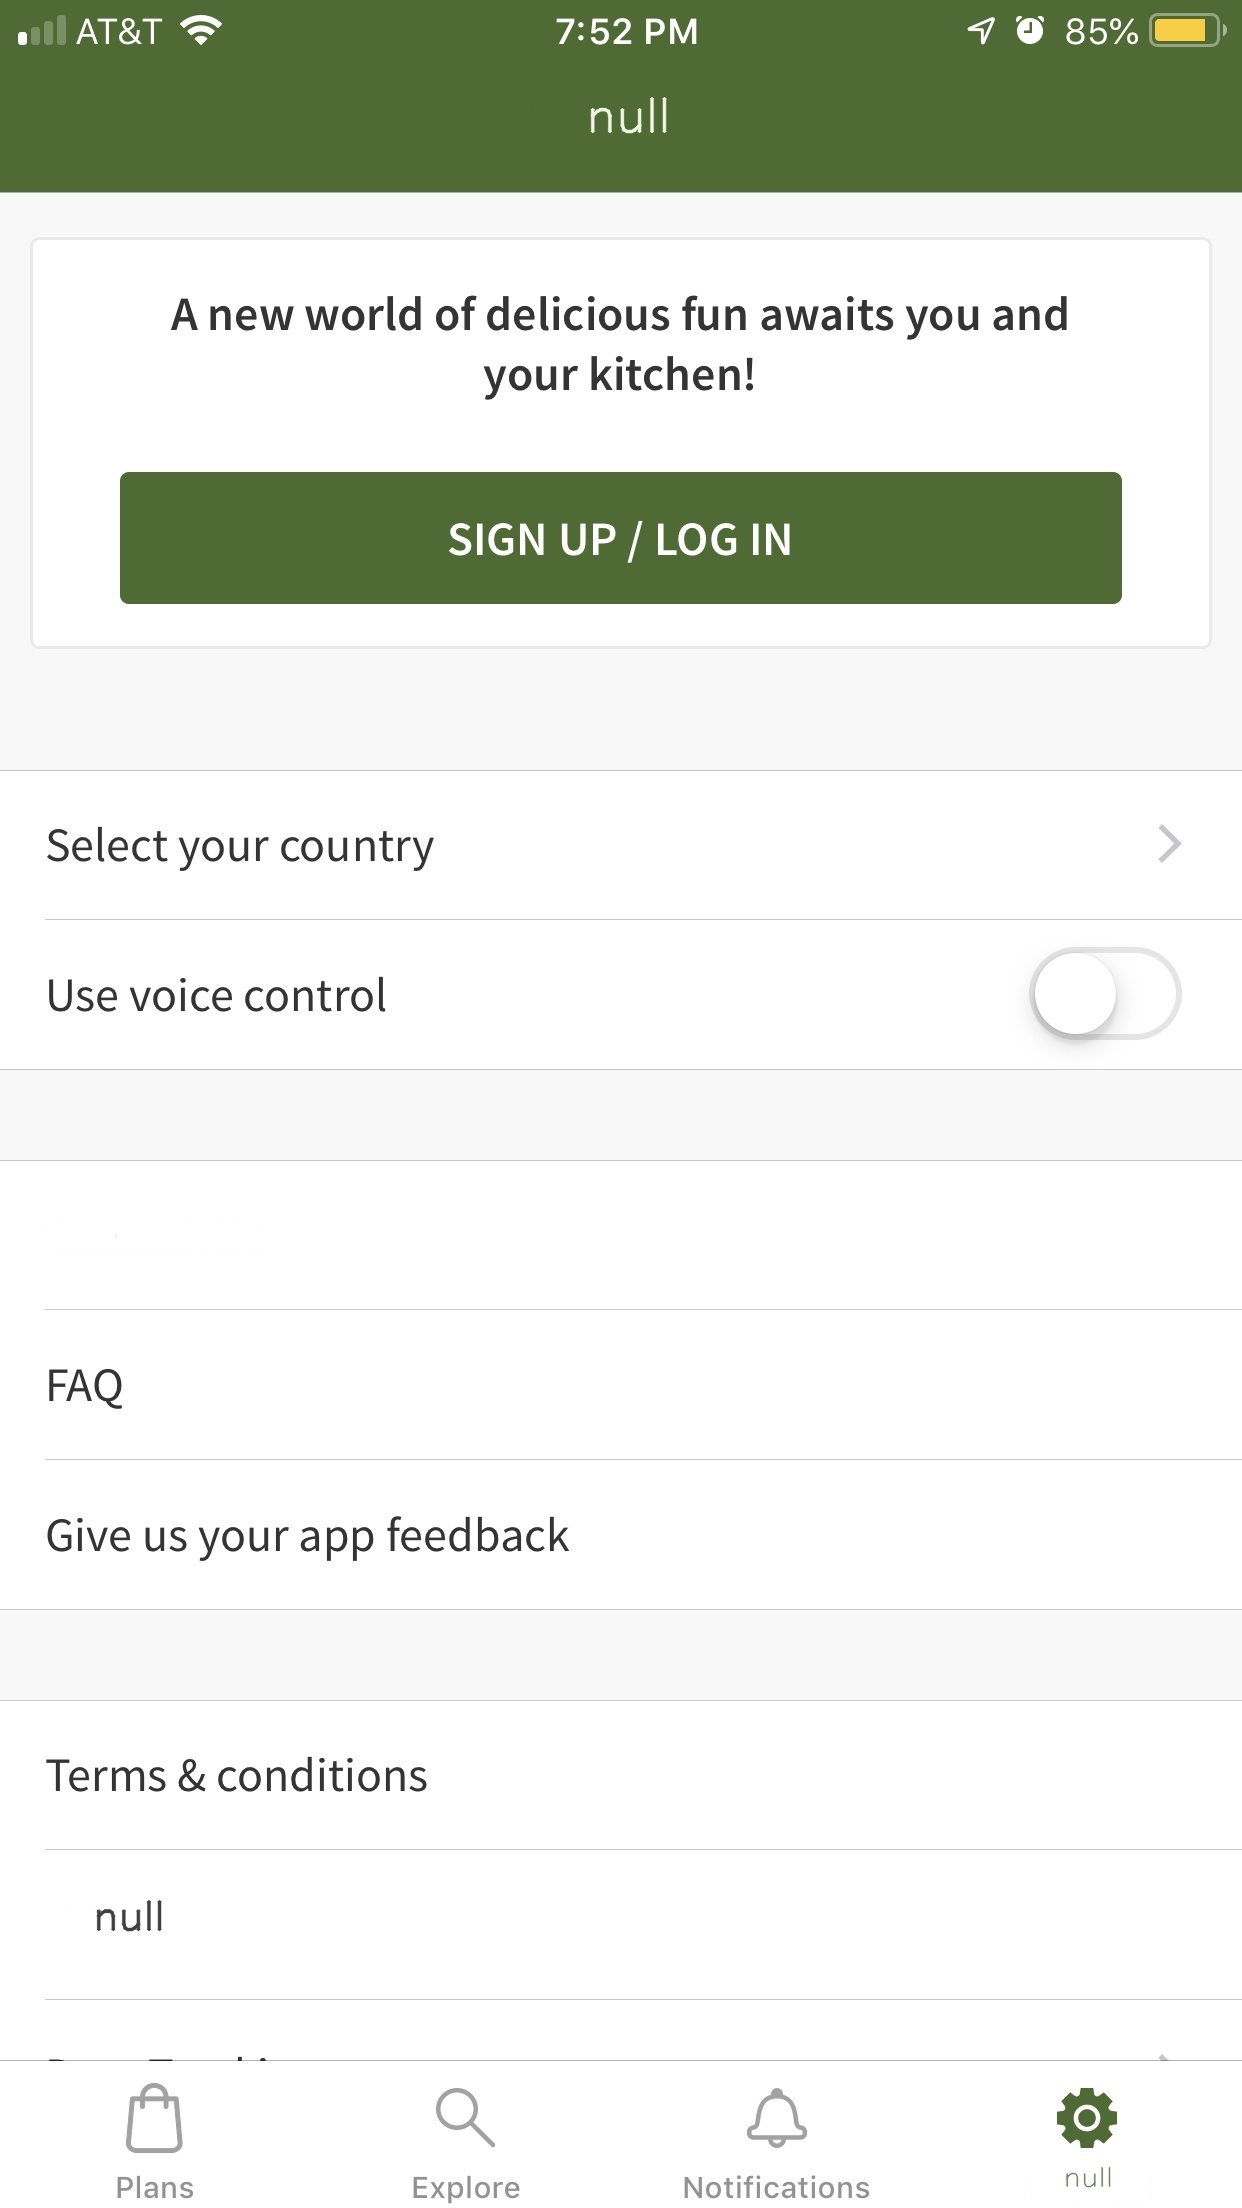 AT&T 7:52 PM 85%
null
A new world of delicious fun awaits you and
your kitchen!
SIGN UP / LOG IN
Select your country
Use voice control
FAQ
Give us your app feedback
Terms & conditions
null
Plans Explore Notifications null